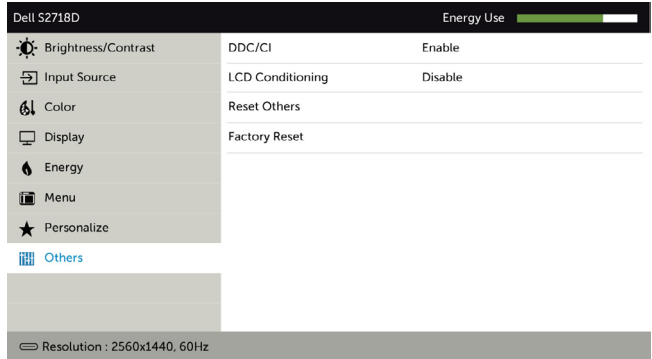 Dell S2718D Energy Use
Brightness/Contrast DDC/CI Enable
Input Source LCD Conditioning Disable
Color Reset Others
Display Factory Reset
Energy
Menu
Personalize
Others
Resolution : 2560x1440, 60Hz